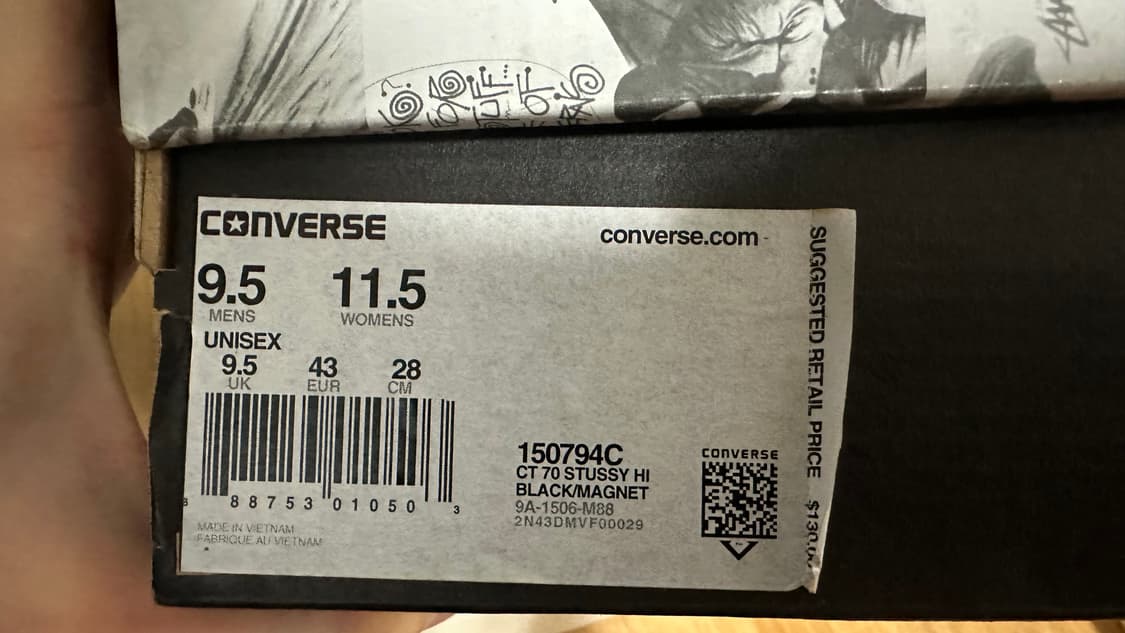 CONVERSE
converse.com
9.5 11.5
MENS WOMENS
UNISEX
9.5 43 28
UK EUR CM
88753 01050 3
MADE IN VIETNAM
FABRIQUE AU VIETNAM
150794C
CT 70 STUSSY HI
BLACK/MAGNET
9A-1506-M88
2N43DMVF00029
CONVERSE
SUGGESTED RETAIL PRICE